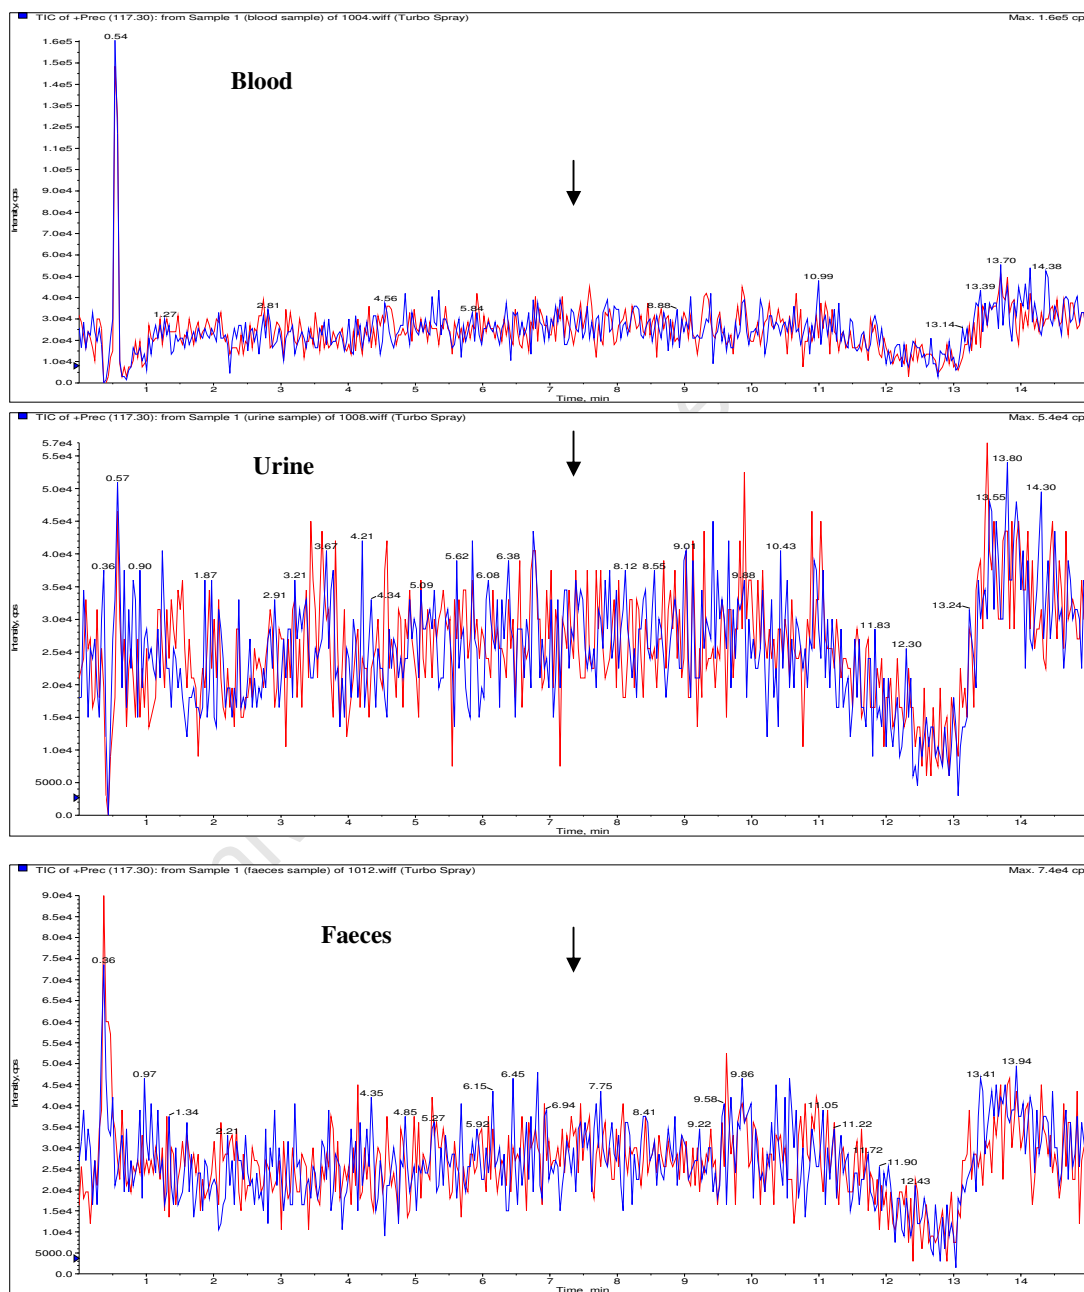 TIC of +Prec (117.30): from Sample 1 (blood sample) of 1004.wiff (Turbo Spray) Max. 1.6e5 cp
Blood
Intensity, cps
1.6e5
1.5e5
1.4e5
1.3e5
1.2e5
1.1e5
1.0e5
9.0e4
8.0e4
7.0e4
6.0e4
5.0e4
4.0e4
3.0e4
2.0e4
1.0e4
0.0
0.54
1.27
2.81
4.56
5.84
8.88
10.99
13.14
13.39
13.70
14.38
1 2 3 4 5 6 7 8 9 10 11 12 13 14
Time, min
TIC of +Prec (117.30): from Sample 1 (urine sample) of 1008.wiff (Turbo Spray) Max. 5.4e4 cp
Urine
Intensity, cps
5.7e4
5.0e4
4.5e4
4.0e4
3.5e4
3.0e4
2.5e4
2.0e4
1.5e4
1.0e4
5000.0
0.0
0.36
0.57
0.90
1.87
2.91
3.21
3.67
4.21
4.34
5.09
5.62
6.08
6.38
8.12
8.55
9.01
9.88
10.43
11.83
12.30
13.24
13.55
13.80
14.30
1 2 3 4 5 6 7 8 9 10 11 12 13 14
Time, min
TIC of +Prec (117.30): from Sample 1 (faeces sample) of 1012.wiff (Turbo Spray) Max. 7.4e4 cp
Faeces
Intensity, cps
9.0e4
8.5e4
8.0e4
7.5e4
7.0e4
6.5e4
6.0e4
5.5e4
5.0e4
4.5e4
4.0e4
3.5e4
3.0e4
2.5e4
2.0e4
1.5e4
1.0e4
5000.0
0.0
0.36
0.97
1.34
2.21
4.35
4.85
5.27
5.92
6.15
6.45
6.94
7.75
8.41
9.22
9.58
9.86
11.05
11.22
11.72
11.90
12.43
13.41
13.94
1 2 3 4 5 6 7 8 9 10 11 12 13 14
Time, min